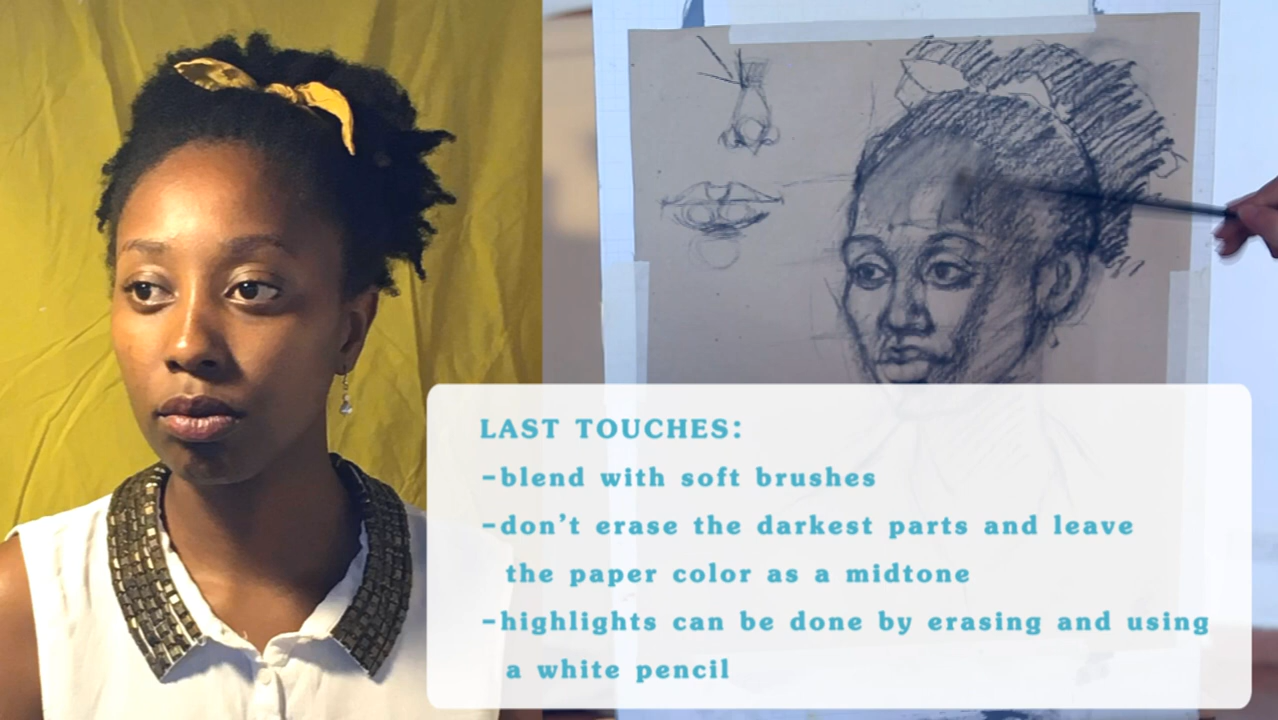 LAST TOUCHES:
-blend with soft brushes
-don't erase the darkest parts and leave
the paper color as a midtone
-highlights can be done by erasing and using
a white pencil